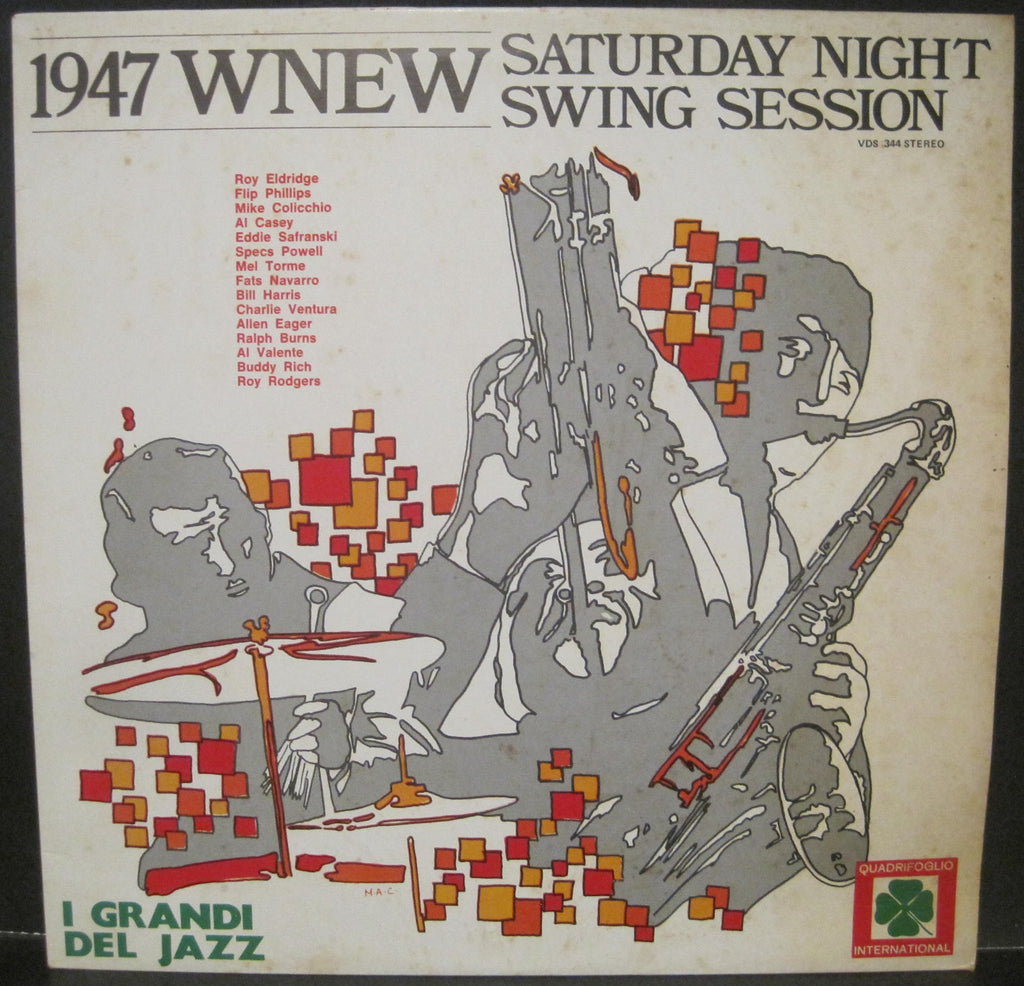 1947 WNEW SATURDAY NIGHT
SWING SESSION
VDS 344 STEREO
Roy Eldridge
Flip Phillips
Mike Colicchio
Al Casey
Eddie Safranski
Specs Powell
Mel Torme
Fats Navarro
Bill Harris
Charlie Ventura
Allen Eager
Ralph Burns
Al Valente
Buddy Rich
Roy Rodgers
M.A.C.
I GRANDI
DEL JAZZ
QUADRIFOGLIO
INTERNATIONAL